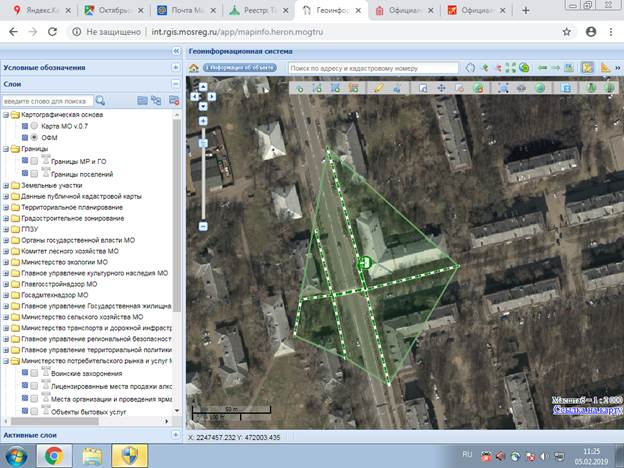 Яндекс.Ка
Октябрьс
Почта Ma
Реестр: Та
Геоинфор
Официал
Официал
Не защищено
int.rgis.mosreg.ru/app/mapinfo.heron.mogtru
Геоинформационная система
Условные обозначения
Информация об объекте
Поиск по адресу и кадастровому номеру
Слои
введите слово для поиска
Картографическая основа
Карта МО v.0.7
ОФМ
Границы
Границы МР и ГО
Границы поселений
Земельные участки
Данные публичной кадастровой карты
Территориальное планирование
Градостроительное зонирование
ГПЗУ
Органы государственной власти МО
Комитет лесного хозяйства МО
Министерство экологии МО
Главное управление культурного наследия МО
Главгосстройнадзор МО
Госадмтехнадзор МО
Главное управление Государственная жилищна
Министерство сельского хозяйства МО
Министерство транспорта и дорожной инфраст
Главное управление региональной безопасност
Главное управление территориальной политики
Министерство потребительского рынка и услуг М
Воинские захоронения
Лицензированные места продажи алко
Места организации и проведения ярма
Объекты бытовых услуг
50 m
100 ft
Масштаб = 1 : 2 000
Ссылка на карту
Активные слои
X: 2247457.232 Y: 472003.435
RU
11:25
05.02.2019